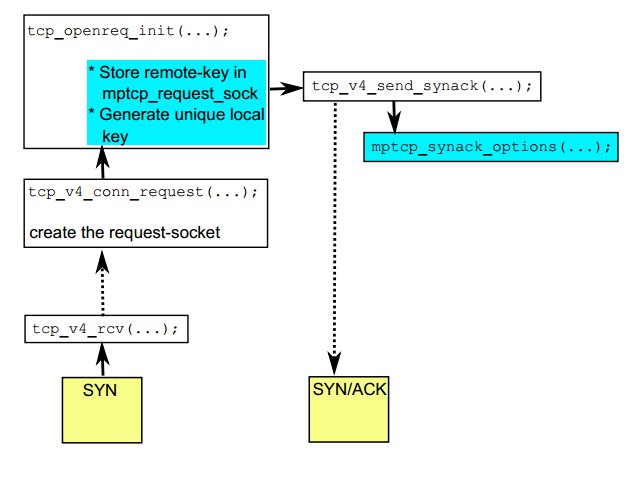 tcp_openreq_init(...);
* Store remote-key in
mptcp_request_sock
* Generate unique local
key
tcp_v4_send_synack(...);
mptcp_synack_options(...);
tcp_v4_conn_request(...);
create the request-socket
tcp_v4_rcv(...);
SYN
SYN/ACK